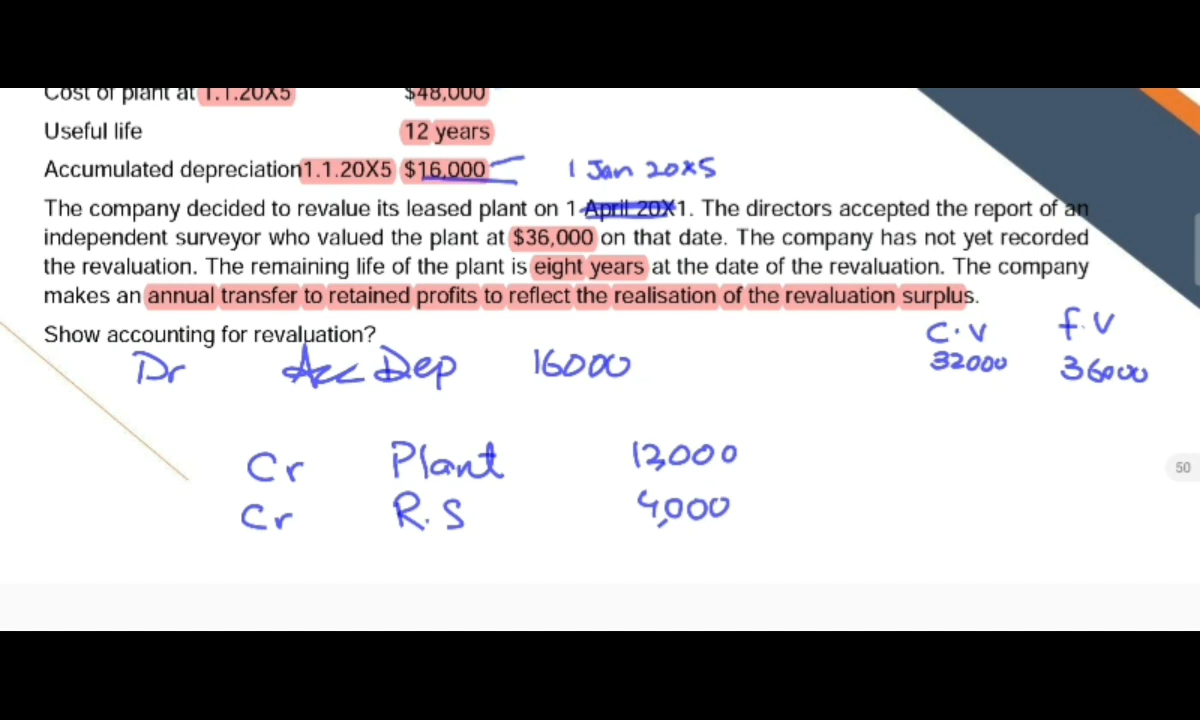 Cost of plant at 1.1.20X5 $48,000
Useful life 12 years
Accumulated depreciation1.1.20X5 $16,000 1 Jan 20x5
The company decided to revalue its leased plant on 1 April 20X1. The directors accepted the report of an
independent surveyor who valued the plant at $36,000 on that date. The company has not yet recorded
the revaluation. The remaining life of the plant is eight years at the date of the revaluation. The company
makes an annual transfer to retained profits to reflect the realisation of the revaluation surplus.
Show accounting for revaluation?
C.V f.V
32000 36000
Dr Acc Dep 16000
Cr Plant 12,000
Cr R.S 4,000
50